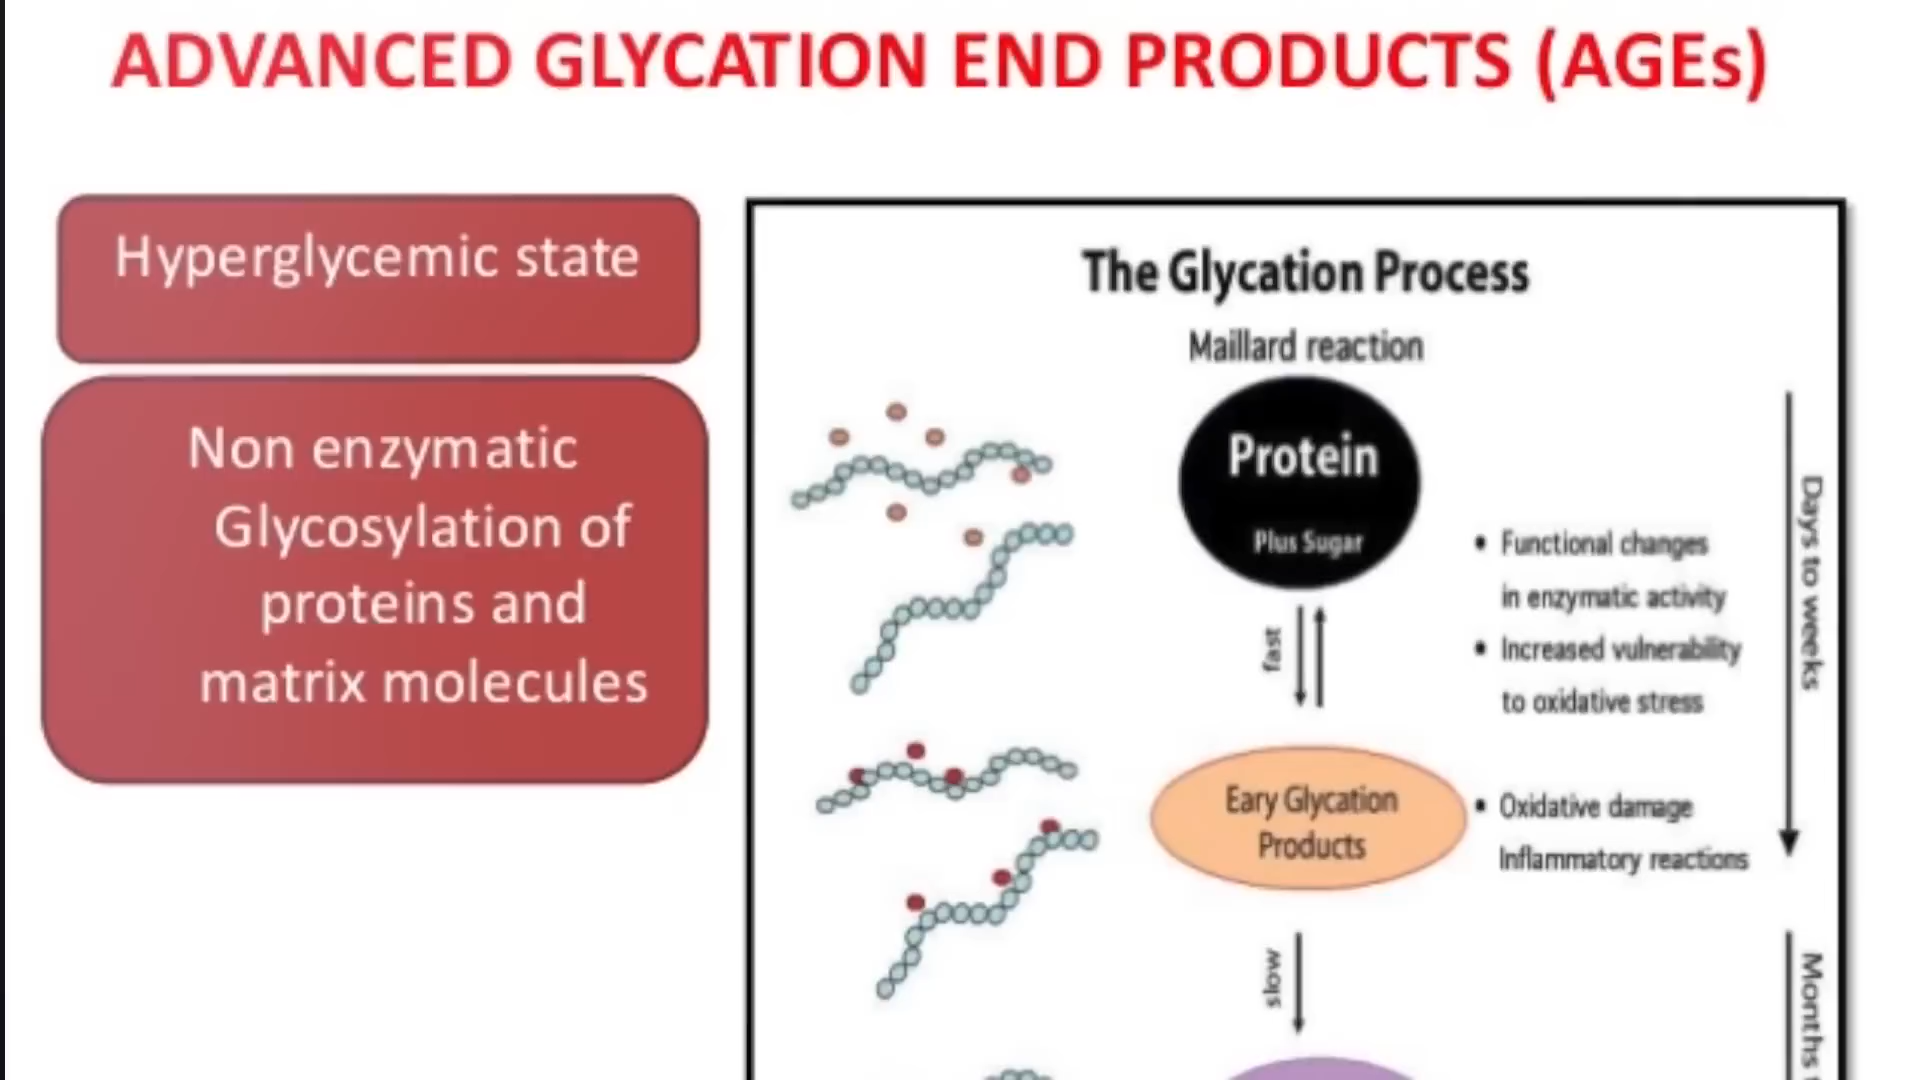 ADVANCED GLYCATION END PRODUCTS (AGEs)
Hyperglycemic state
Non enzymatic
Glycosylation of
proteins and
matrix molecules
The Glycation Process
Maillard reaction
Protein
Plus Sugar
fast
• Functional changes
in enzymatic activity
• Increased vulnerability
to oxidative stress
Days to weeks
Eary Glycation
Products
• Oxidative damage
Inflammatory reactions
slow
Months